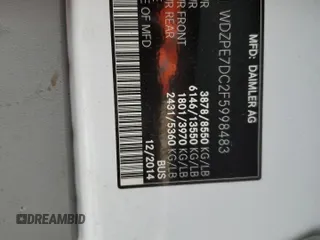 MFD: DAIMLER AG
WDZPE7DC2F5998483
3878/8550 KG/LB
6146/13550 KG/LB
FRONT 1801/3970 KG/LB
REAR 2431/5360 KG/LB
OF MFD 12/2014
BUS
DREAMBID